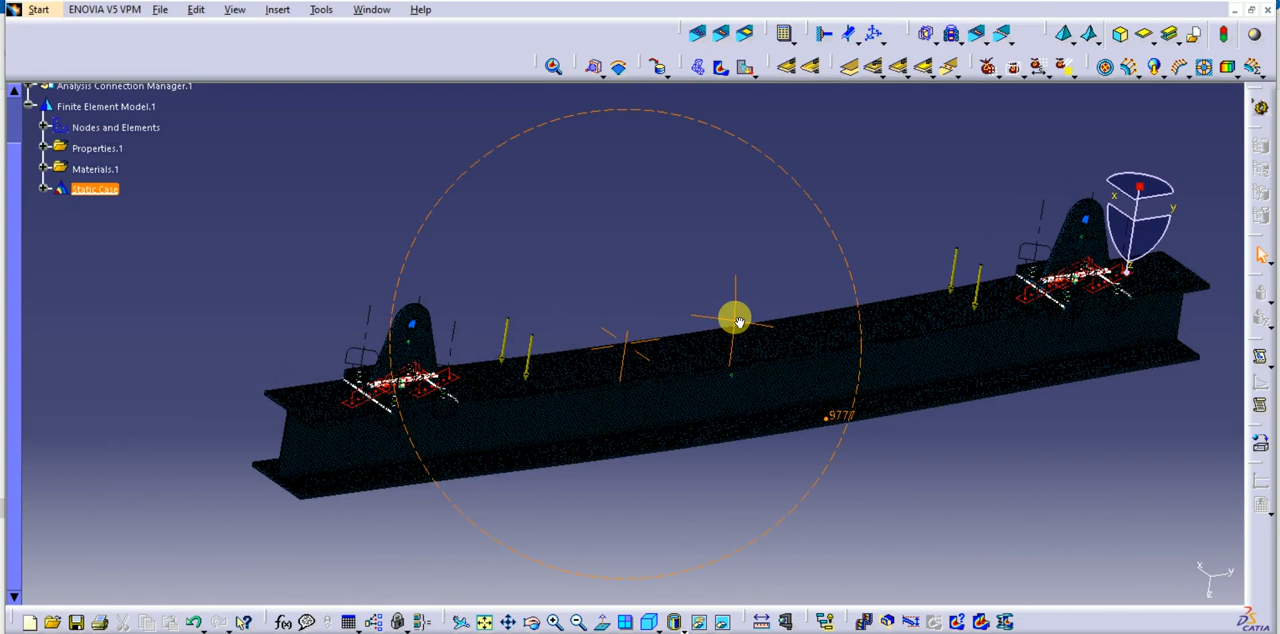 Start ENOVIA V5 VPM File Edit View Insert Tools Window Help
Analysis Connection Manager.1
Finite Element Model.1
Nodes and Elements
Properties.1
Materials.1
Static Case
x
y
z
x y
z
CATIA